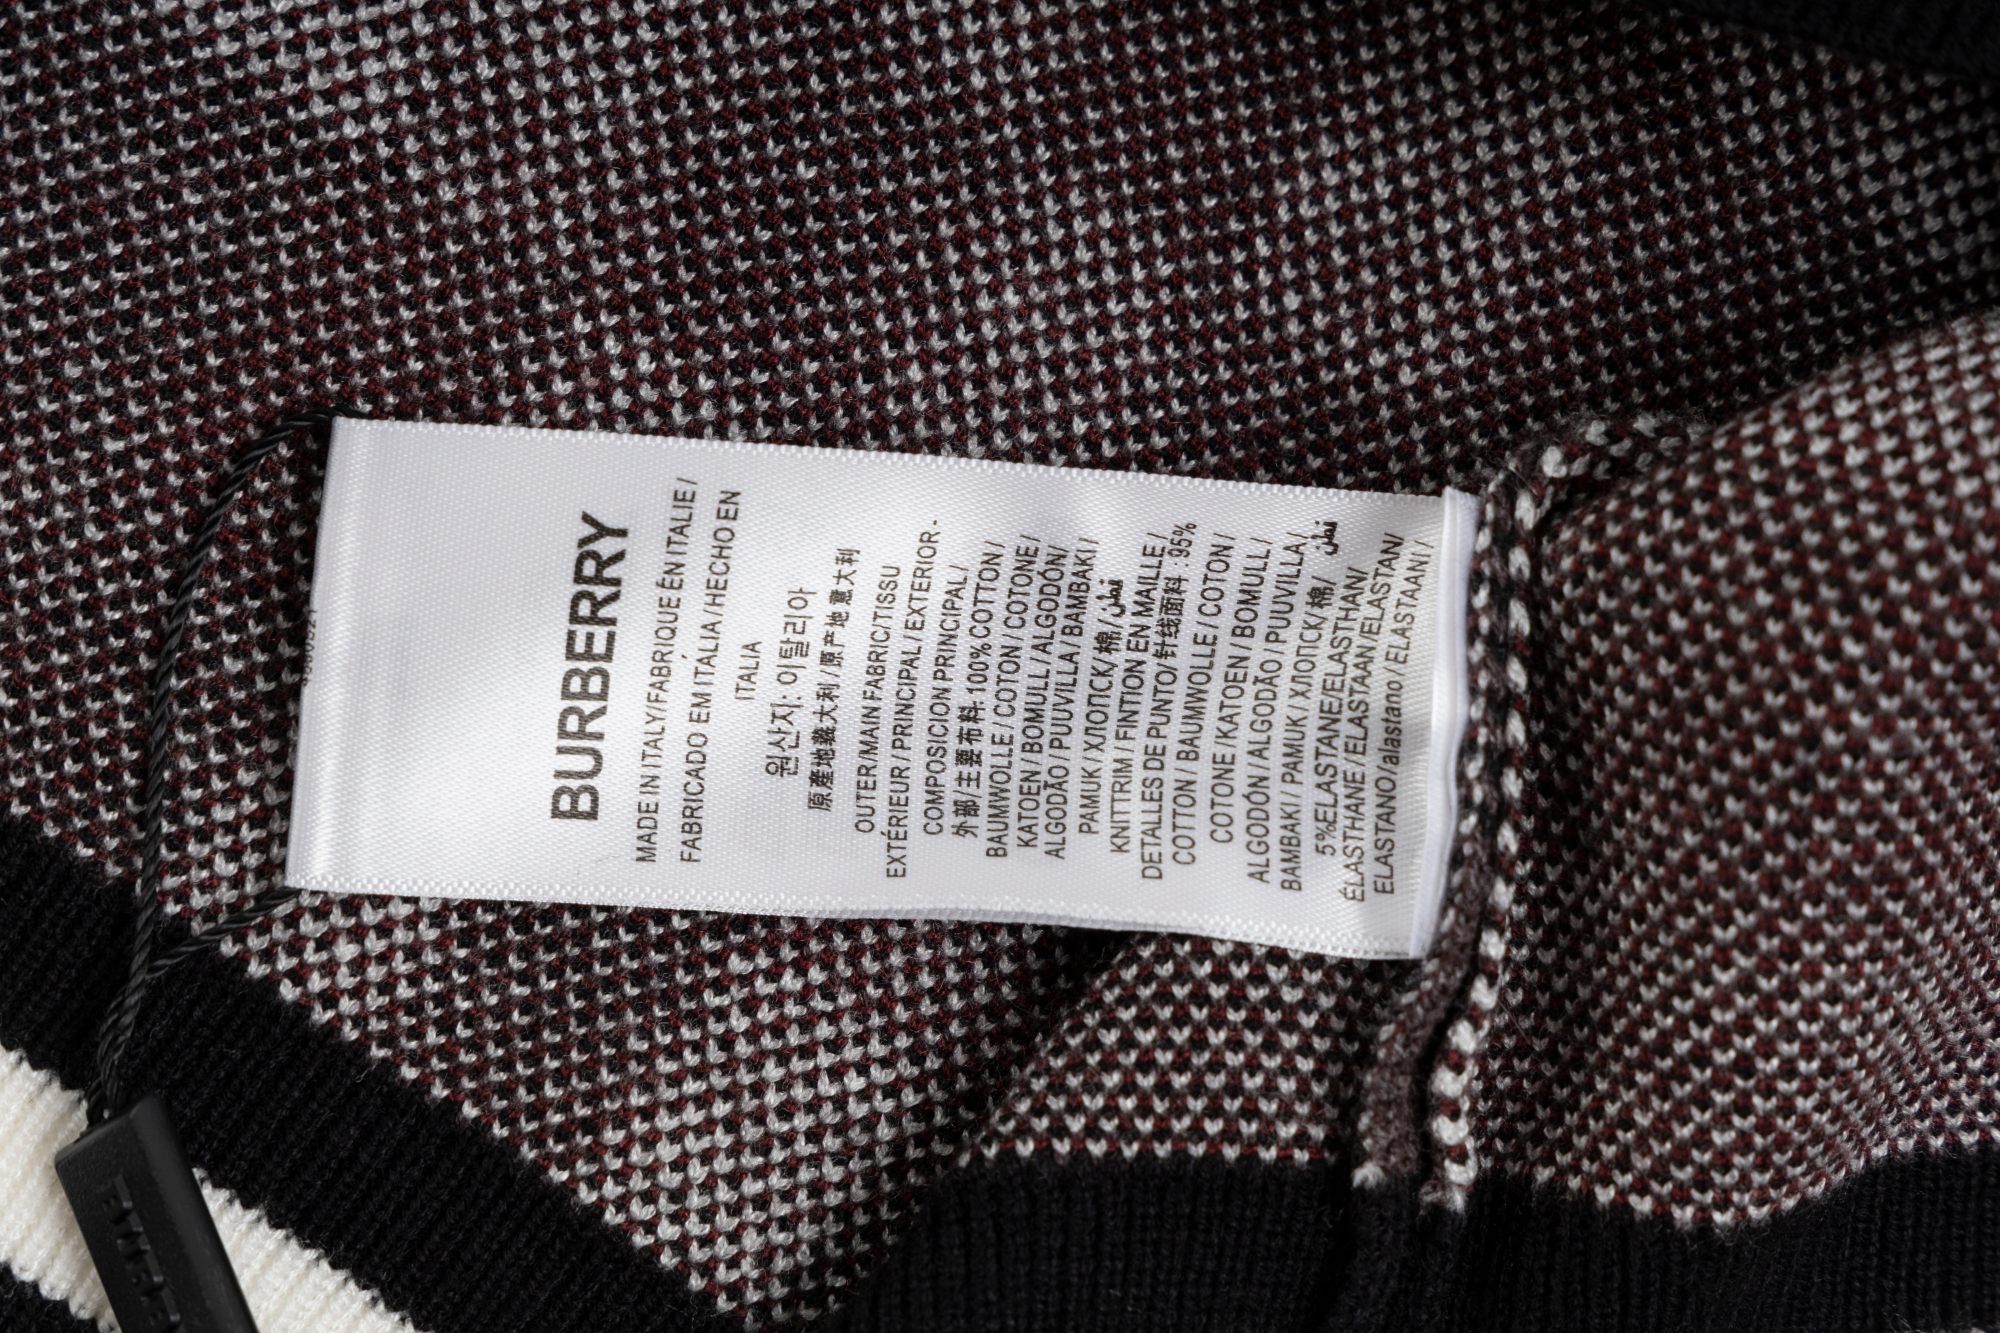 BURBERRY
MADE IN ITALY/FABRIQUÉ EN ITALIE/
FABRICADO EM ITÁLIA/HECHO EN
ITALIA
원산지: 이탈리아
原產地義大利/原产地意大利
OUTER/MAIN FABRIC/TISSU
EXTÉRIEUR/PRINCIPAL/EXTERIOR-
COMPOSICION PRINCIPAL/
外部/主要布料 100% COTTON/
BAUMWOLLE/COTON/COTONE/
KATOEN/BOMULL/ALGODÓN/
ALGODÃO/PUUVILLA/BAMBAKI/
PAMUK/ХЛОПСК/棉/قطن
KNITTRIM/FINTION EN MAILLE/
DETALLES DE PUNTO/针线面料:95%
COTTON/BAUMWOLLE/COTON/
COTONE/KATOEN/BOMULL/
ALGODÓN/ALGODÃO/PUUVILLA/
BAMBAKI/PAMUK/ХЛОПСК/棉/قطن
5%ELASTANE/ELASTHAN/
ÉLASTHANE/ELASTAAN/ELASTAN
ELASTANO/alastano/ELASTAANI/